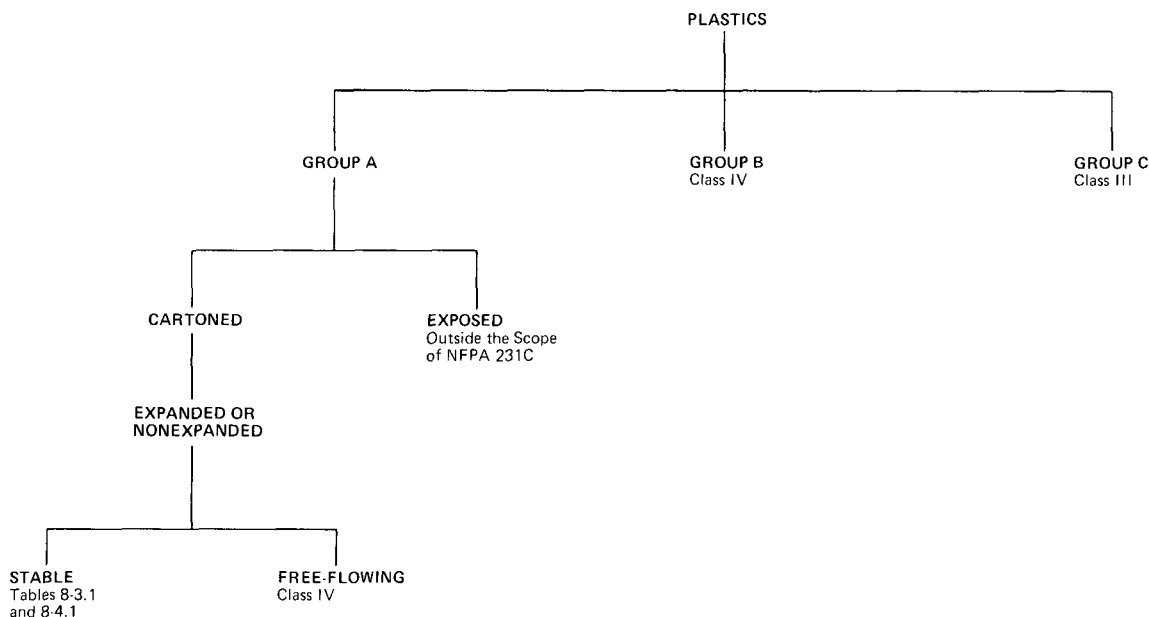 PLASTICS
GROUP A
GROUP B
Class IV
GROUP C
Class III
CARTONED
EXPOSED
Outside the Scope
of NFPA 231C
EXPANDED OR
NONEXPANDED
STABLE
Tables 8-3.1
and 8-4.1
FREE-FLOWING
Class IV